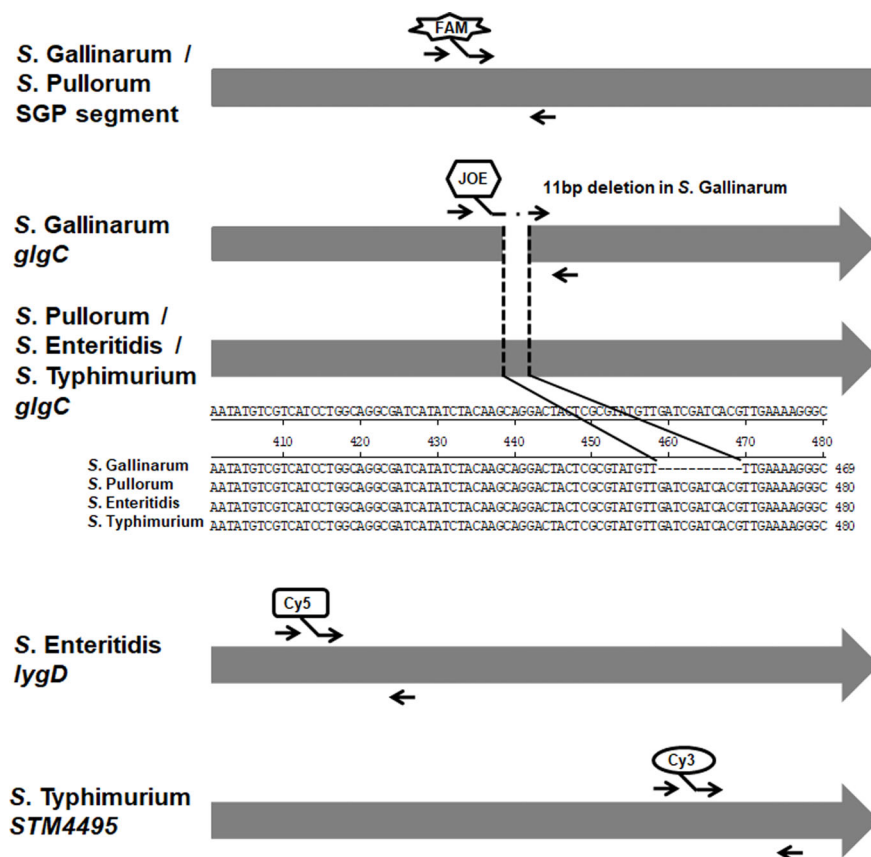 S. Gallinarum /
S. Pullorum
SGP segment
FAM
JOE
11bp deletion in S. Gallinarum
S. Gallinarum
glgC
S. Pullorum /
S. Enteritidis /
S. Typhimurium
glgC
AATATGTCGTCATCCTGGCAGGCGATCATATCTACAAGCAGGACTACTCGCGTATGTTGATCGATCACGTTGAAAAGGGC
410 420 430 440 450 460 470 480
S. Gallinarum AATATGTCGTCATCCTGGCAGGCGATCATATCTACAAGCAGGACTACTCGCGTATGTT-----------TTGAAAAGGGC 469
S. Pullorum AATATGTCGTCATCCTGGCAGGCGATCATATCTACAAGCAGGACTACTCGCGTATGTTGATCGATCACGTTGAAAAGGGC 480
S. Enteritidis AATATGTCGTCATCCTGGCAGGCGATCATATCTACAAGCAGGACTACTCGCGTATGTTGATCGATCACGTTGAAAAGGGC 480
S. Typhimurium AATATGTCGTCATCCTGGCAGGCGATCATATCTACAAGCAGGACTACTCGCGTATGTTGATCGATCACGTTGAAAAGGGC 480
Cy5
S. Enteritidis
lygD
Cy3
S. Typhimurium
STM4495